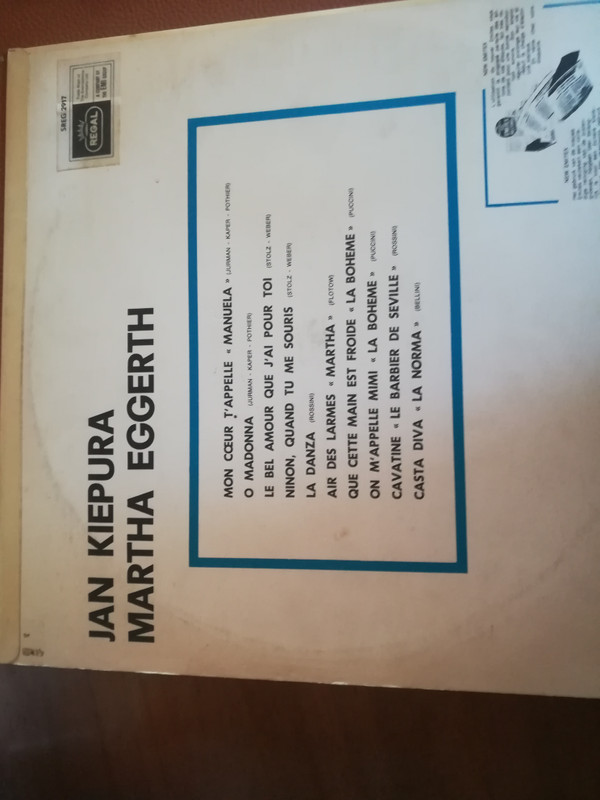 SREG 2917
REGAL
JAN KIEPURA
MARTHA EGGERTH
MON CŒUR T'APPELLE « MANUELA » (JURMAN - KAPER - POTHIER)
O MADONNA (JURMAN - KAPER - POTHIER)
LE BEL AMOUR QUE J'AI POUR TOI (STOLZ - WEBER)
NINON, QUAND TU ME SOURIS (STOLZ - WEBER)
LA DANZA (ROSSINI)
AIR DES LARMES « MARTHA » (FLOTOW)
QUE CETTE MAIN EST FROIDE « LA BOHEME » (PUCCINI)
ON M'APPELLE MIMI « LA BOHEME » (PUCCINI)
CAVATINE « LE BARBIER DE SEVILLE » (ROSSINI)
CASTA DIVA « LA NORMA » (BELLINI)